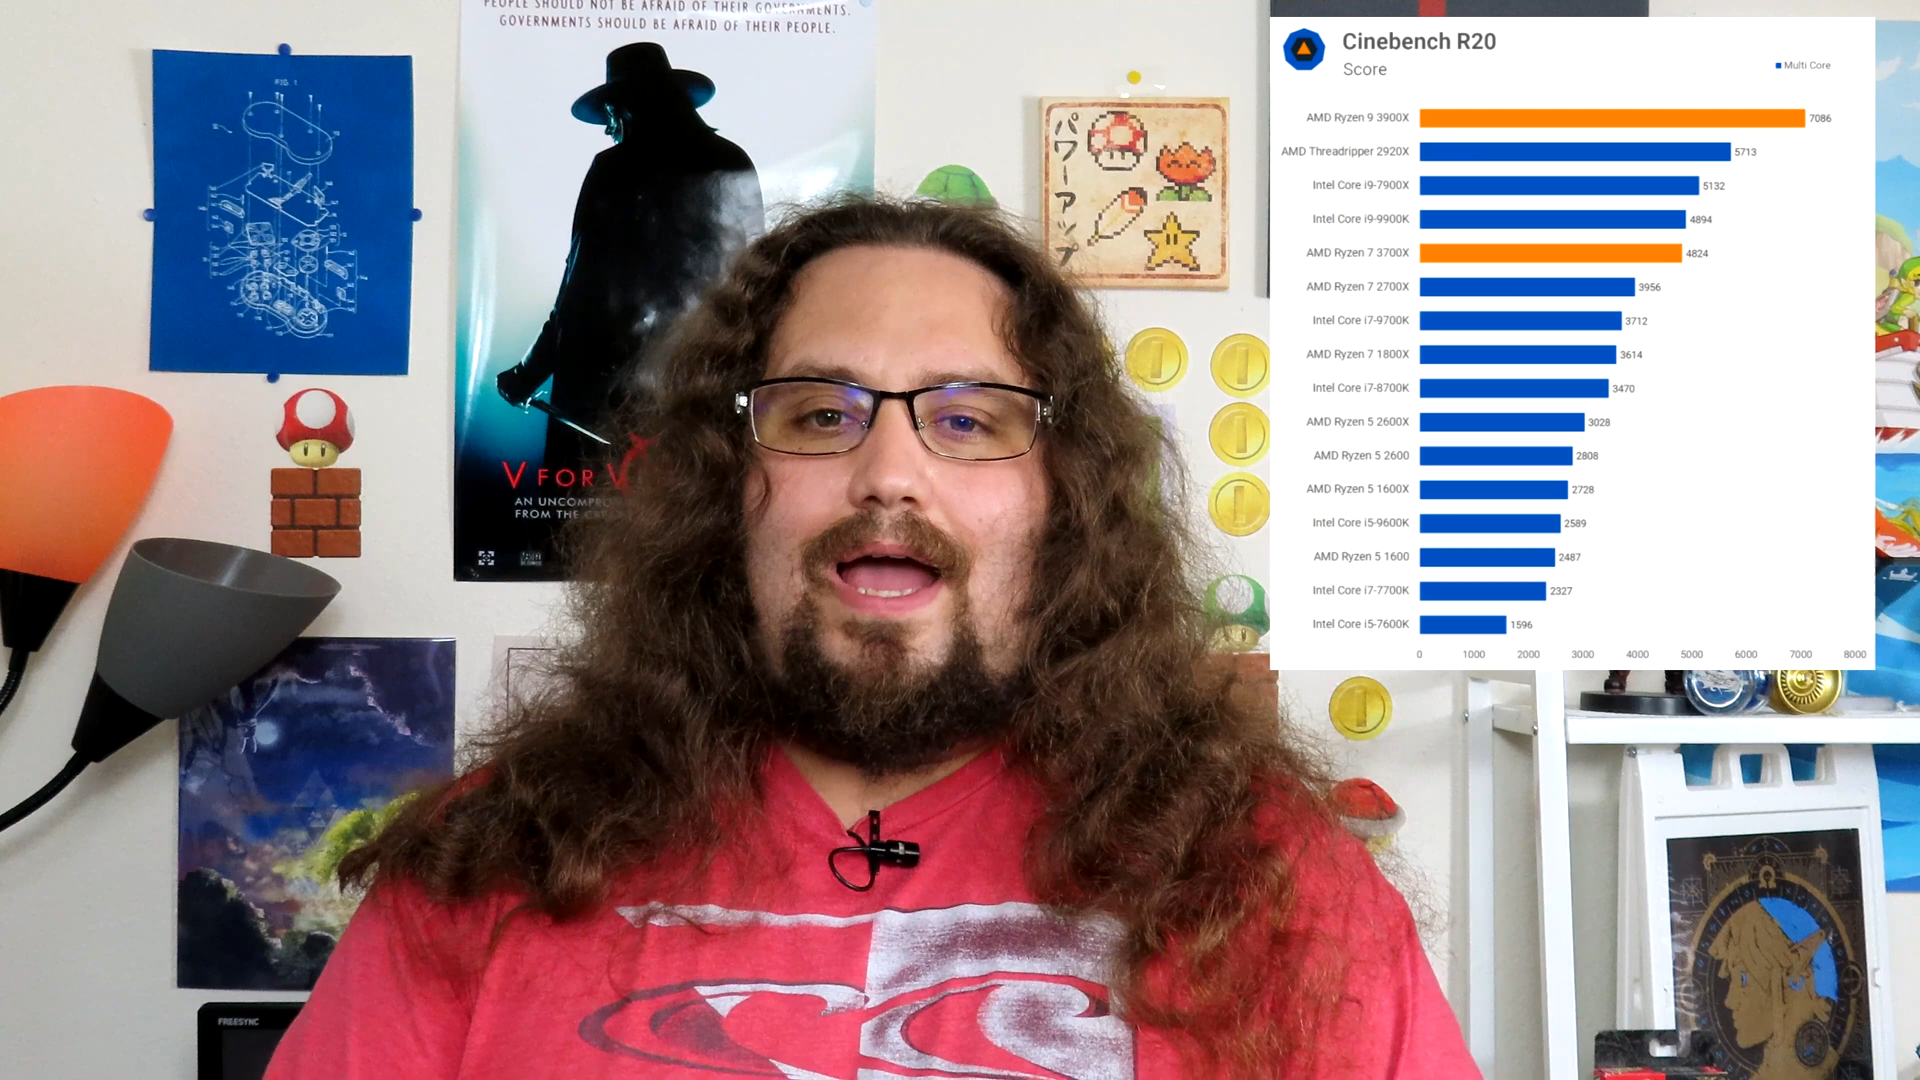 PEOPLE SHOULD NOT BE AFRAID OF THEIR GOVERNMENTS.
GOVERNMENTS SHOULD BE AFRAID OF THEIR PEOPLE.
FIG. 1
V FOR V
AN UNCOMPRO
FROM THE
パワーアップ
FREESYNC
Cinebench R20
Score
Multi Core
AMD Ryzen 9 3900X 7086
AMD Threadripper 2920X 5713
Intel Core i9-7900X 5132
Intel Core i9-9900K 4894
AMD Ryzen 7 3700X 4824
AMD Ryzen 7 2700X 3956
Intel Core i7-9700K 3712
AMD Ryzen 7 1800X 3614
Intel Core i7-8700K 3470
AMD Ryzen 5 2600X 3028
AMD Ryzen 5 2600 2808
AMD Ryzen 5 1600X 2728
Intel Core i5-9600K 2589
AMD Ryzen 5 1600 2487
Intel Core i7-7700K 2327
Intel Core i5-7600K 1596
0 1000 2000 3000 4000 5000 6000 7000 8000